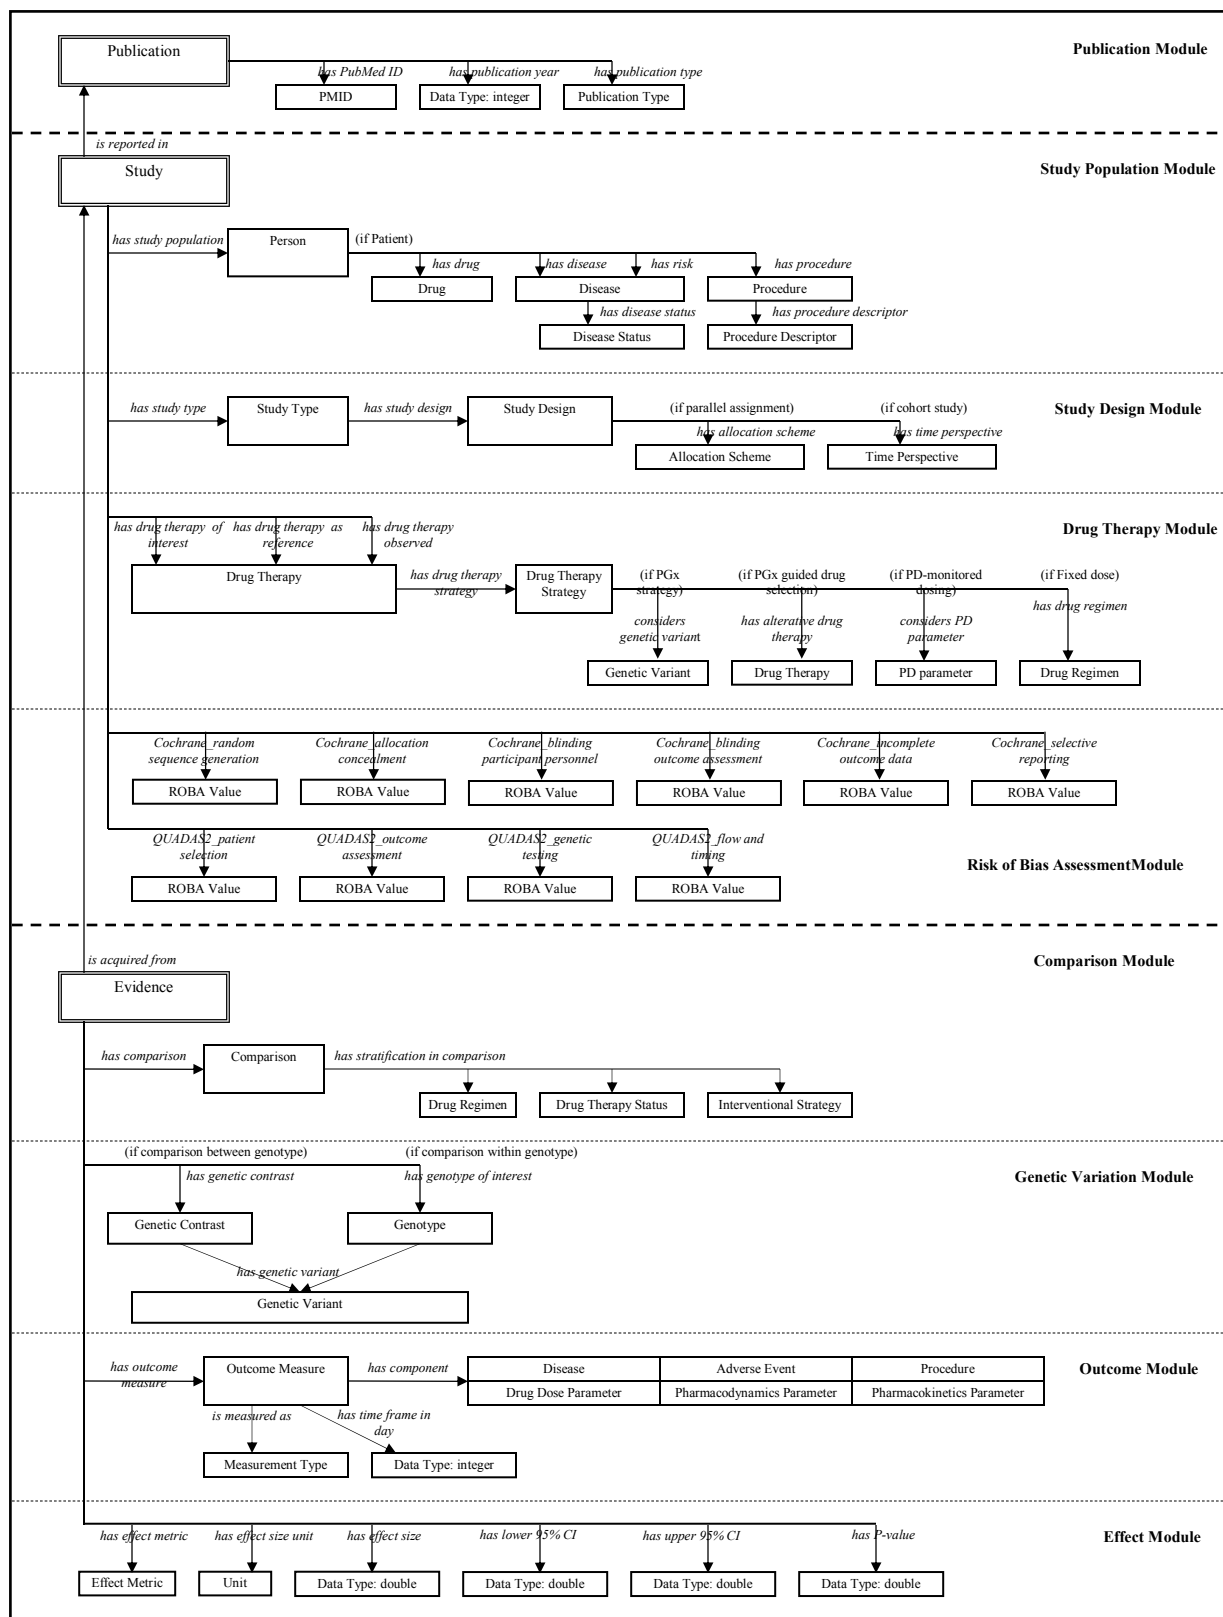 Publication
Publication Module
has PubMed ID
has publication year
has publication type
PMID
Data Type: integer
Publication Type
is reported in
Study
Study Population Module
has study population
Person
(if Patient)
has drug
has disease
has risk
has procedure
Drug
Disease
Procedure
has disease status
has procedure descriptor
Disease Status
Procedure Descriptor
has study type
Study Type
has study design
Study Design
(if parallel assignment)
(if cohort study)
Study Design Module
has allocation scheme
has time perspective
Allocation Scheme
Time Perspective
has drug therapy of
interest
has drug therapy as
reference
has drug therapy
observed
Drug Therapy Module
Drug Therapy
has drug therapy
strategy
Drug Therapy
Strategy
(if PGx
strategy)
(if PGx guided drug
selection)
(if PD-monitored
dosing)
(if Fixed dose)
has drug regimen
considers
genetic variant
has alterative drug
therapy
considers PD
parameter
Genetic Variant
Drug Therapy
PD parameter
Drug Regimen
Cochrane_random
sequence generation
Cochrane_allocation
concealment
Cochrane_blinding
participant personnel
Cochrane_blinding
outcome assessment
Cochrane_incomplete
outcome data
Cochrane_selective
reporting
ROBA Value
ROBA Value
ROBA Value
ROBA Value
ROBA Value
ROBA Value
QUADAS2_patient
selection
QUADAS2_outcome
assessment
QUADAS2_genetic
testing
QUADAS2_flow and
timing
ROBA Value
ROBA Value
ROBA Value
ROBA Value
Risk of Bias AssessmentModule
is acquired from
Comparison Module
Evidence
has comparison
Comparison
has stratification in comparison
Drug Regimen
Drug Therapy Status
Interventional Strategy
(if comparison between genotype)
(if comparison within genotype)
has genetic contrast
has genotype of interest
Genetic Variation Module
Genetic Contrast
Genotype
has genetic variant
Genetic Variant
has outcome
measure
Outcome Measure
has component
Disease
Adverse Event
Procedure
Outcome Module
Drug Dose Parameter
Pharmacodynamics Parameter
Pharmacokinetics Parameter
is measured as
has time frame in
day
Measurement Type
Data Type: integer
has effect metric
has effect size unit
has effect size
has lower 95% CI
has upper 95% CI
has P-value
Effect Module
Effect Metric
Unit
Data Type: double
Data Type: double
Data Type: double
Data Type: double